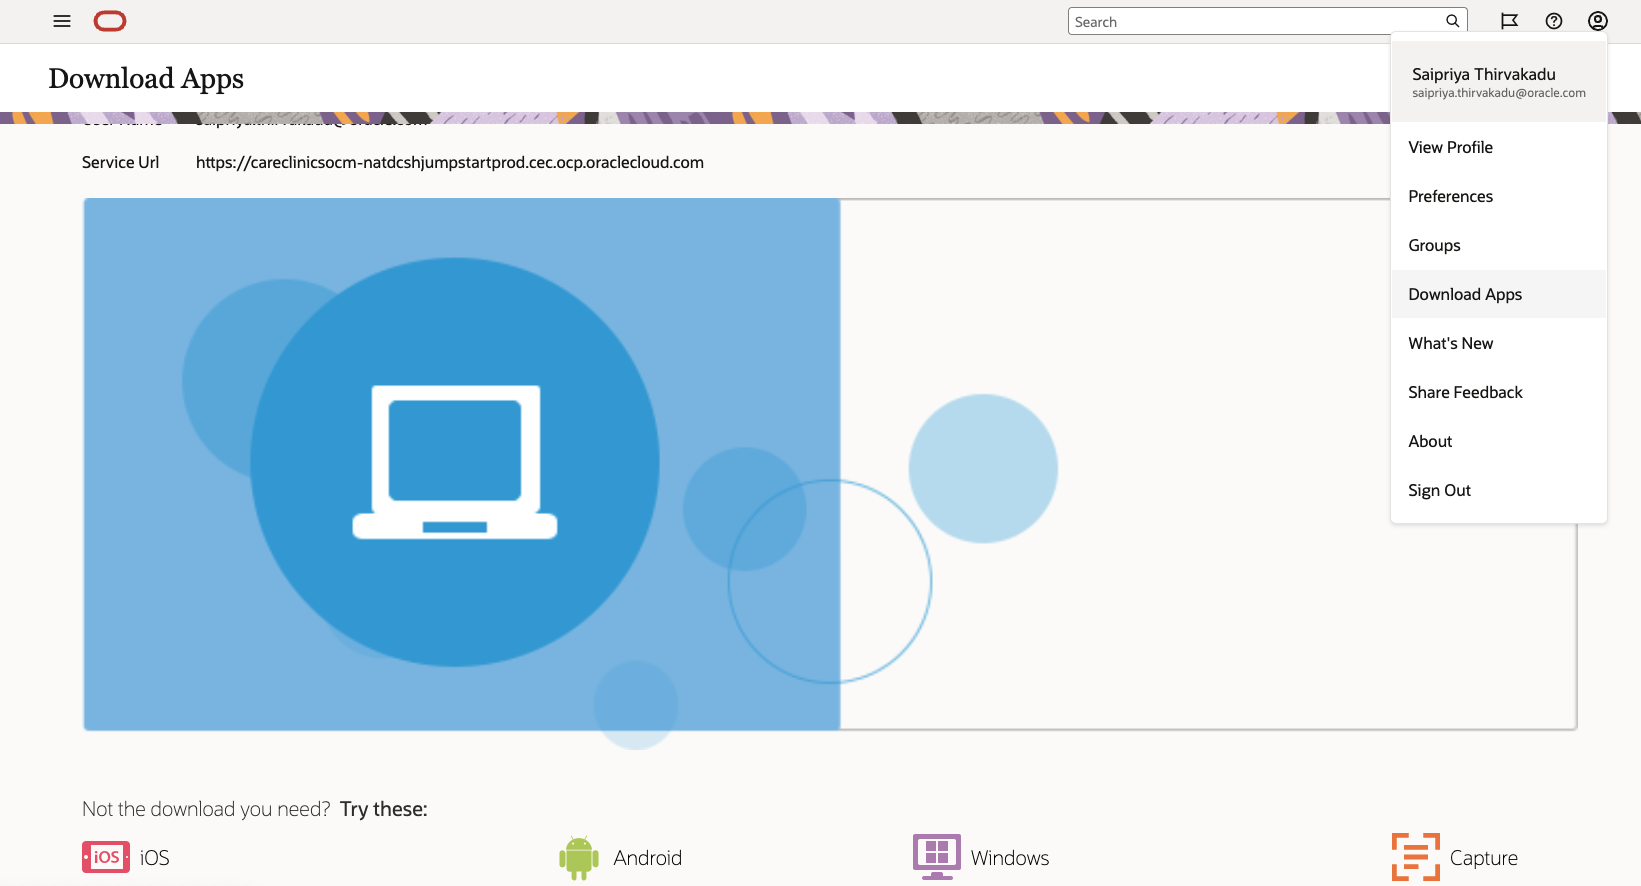 Search
Download Apps
Saipriya Thirvakadu
saipriya.thirvakadu@oracle.com
Service Url https://careclinicsocm-natdcshjumpstartprod.cec.ocp.oraclecloud.com
View Profile
Preferences
Groups
Download Apps
What's New
Share Feedback
About
Sign Out
Not the download you need? Try these:
iOS iOS
Android
Windows
Capture